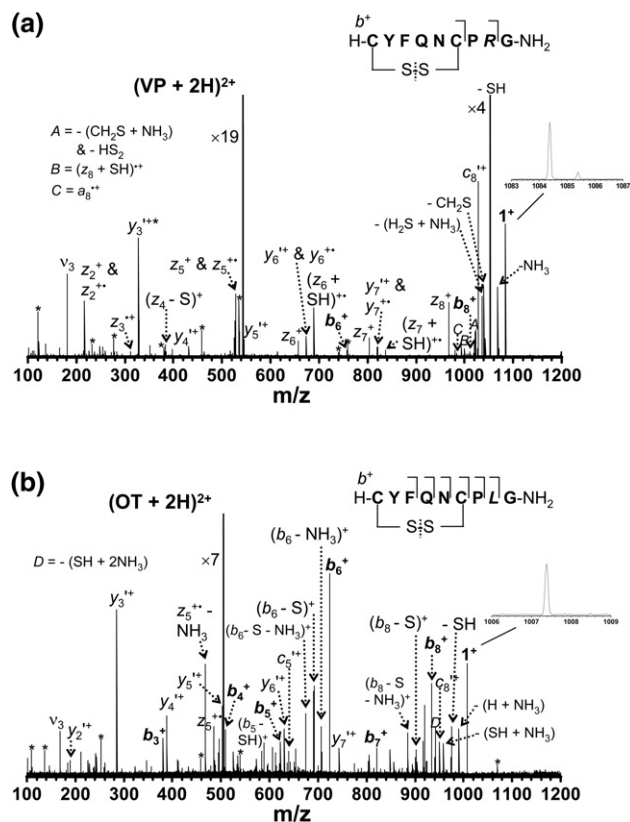 (a)
b⁺
H-CYFQNCPRG-NH₂
S S
(VP + 2H)²⁺
- SH
×19
×4
A = - (CH₂S + NH₃)
& - HS₂
B = (z₈ + SH)•⁺
C = a₈•⁺
c₈'⁺
1083 1084 1085 1086 1087
- CH₂S
- (H₂S + NH₃)
1⁺
y₃'⁺*
y₆'⁺ & y₆⁺•
z₅⁺ & z₅⁺•
-NH₃
ν₃
z₂⁺ &
z₂⁺•
(z₆ +
SH)⁺•
y₇'⁺ &
y₇⁺•
z₃•⁺
(z₄ - S)⁺
b₆⁺
z₈⁺
b₈⁺
y₄'⁺
y₅'⁺
z₆⁺
z₇⁺
(z₇ +
SH)⁺•
C
B
A
* * * * * * * *
100 200 300 400 500 600 700 800 900 1000 1100 1200
m/z
(b)
b⁺
H-CYFQNCPLG-NH₂
S S
(OT + 2H)²⁺
D = - (SH + 2NH₃)
×7
(b₆ - NH₃)⁺
b₆⁺
y₃'⁺
z₅⁺• -
NH₃
(b₆ - S)⁺
(b₆ - S - NH₃)⁺
(b₈ - S)⁺
- SH
1006 1007 1008 1009
b₈⁺
1⁺
c₅'⁺
y₅'⁺
b₄⁺
y₆'⁺
c₈'⁺
(b₈ - S
- NH₃)⁺
- (H + NH₃)
y₄'⁺
z₅⁺•
b₅⁺
ν₃
y₂'⁺
b₃⁺
(b₅ -
SH)⁺
y₇'⁺
b₇⁺
D
- (SH + NH₃)
* * * * * *
100 200 300 400 500 600 700 800 900 1000 1100 1200
m/z